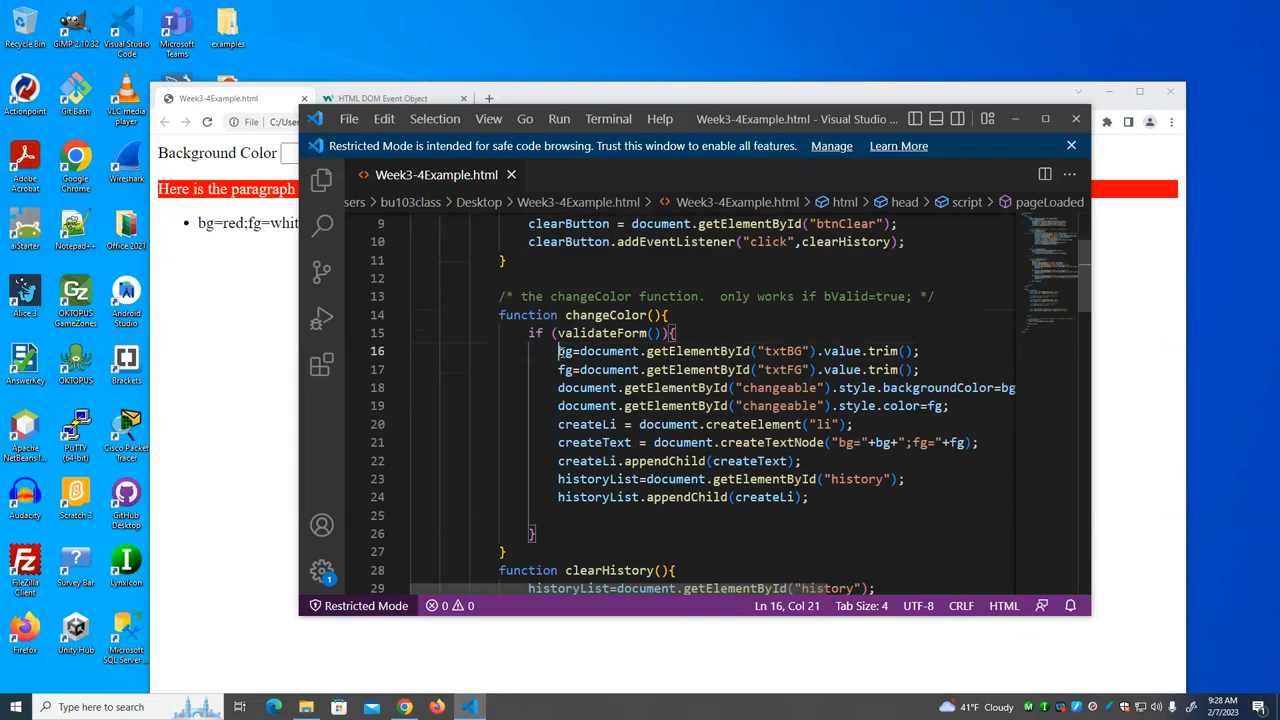 Recycle Bin
GIMP 2.10.32
Visual Studio Code
Microsoft Teams
examples
Actionpoint
Git Bash
VLC media player
Adobe Acrobat
Google Chrome
Wireshark
aiStarter
Notepad++
Office 2021
Alice 3
OKTOPUS GameZones
Android Studio
AnswerKey
OKTOPUS
Brackets
Apache NetBeans I...
PuTTY (64-bit)
Cisco Packet Tracer
Audacity
Scratch 3
GitHub Desktop
FileZilla Client
Survey Bar
LynxIcon
Firefox
Unity Hub
Microsoft SQL Server ...
Week3-4Example.html
HTML DOM Event Object
File
C:/User
Background Color
Here is the paragraph
• bg=red;fg=whit
File Edit Selection View Go Run Terminal Help Week3-4Example.html - Visual Studio ...
Restricted Mode is intended for safe code browsing. Trust this window to enable all features. Manage Learn More
Week3-4Example.html
sers > bu103class > Desktop > Week3-4Example.html > Week3-4Example.html > html > head > script > pageLoaded
9 clearButton = document.getElementById("btnClear");
10 clearButton.addEventListener("click",clearHistory);
11 }
12
13 /* the changeColor function.  only works if bValid=true; */
14 function changeColor(){
15 if (validateForm()){
16 bg=document.getElementById("txtBG").value.trim();
17 fg=document.getElementById("txtFG").value.trim();
18 document.getElementById("changeable").style.backgroundColor=bg
19 document.getElementById("changeable").style.color=fg;
20 createLi = document.createElement("li");
21 createText = document.createTextNode("bg="+bg+";fg="+fg);
22 createLi.appendChild(createText);
23 historyList=document.getElementById("history");
24 historyList.appendChild(createLi);
25
26 }
27 }
28 function clearHistory(){
29 historyList=document.getElementById("history");
1
Restricted Mode 0 0 Ln 16, Col 21 Tab Size: 4 UTF-8 CRLF HTML
Type here to search
41°F Cloudy
9:28 AM
2/7/2023
1